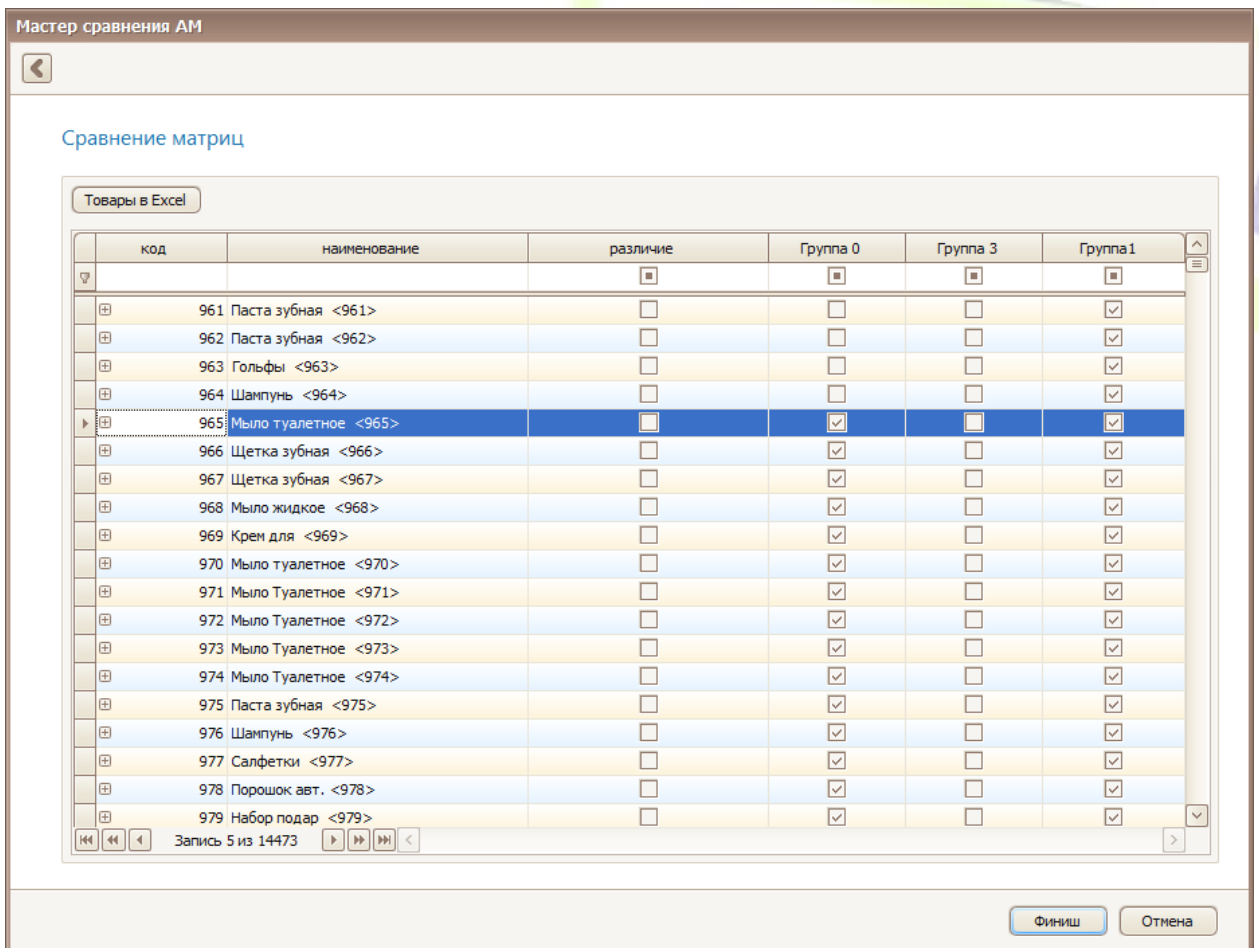 Мастер сравнения АМ
Сравнение матриц
Товары в Excel
код наименование различие Группа 0 Группа 3 Группа1
961 Паста зубная <961>
962 Паста зубная <962>
963 Гольфы <963>
964 Шампунь <964>
965 Мыло туалетное <965>
966 Щетка зубная <966>
967 Щетка зубная <967>
968 Мыло жидкое <968>
969 Крем для <969>
970 Мыло туалетное <970>
971 Мыло Туалетное <971>
972 Мыло Туалетное <972>
973 Мыло Туалетное <973>
974 Мыло Туалетное <974>
975 Паста зубная <975>
976 Шампунь <976>
977 Салфетки <977>
978 Порошок авт. <978>
979 Набор подар <979>
Запись 5 из 14473
Финиш Отмена